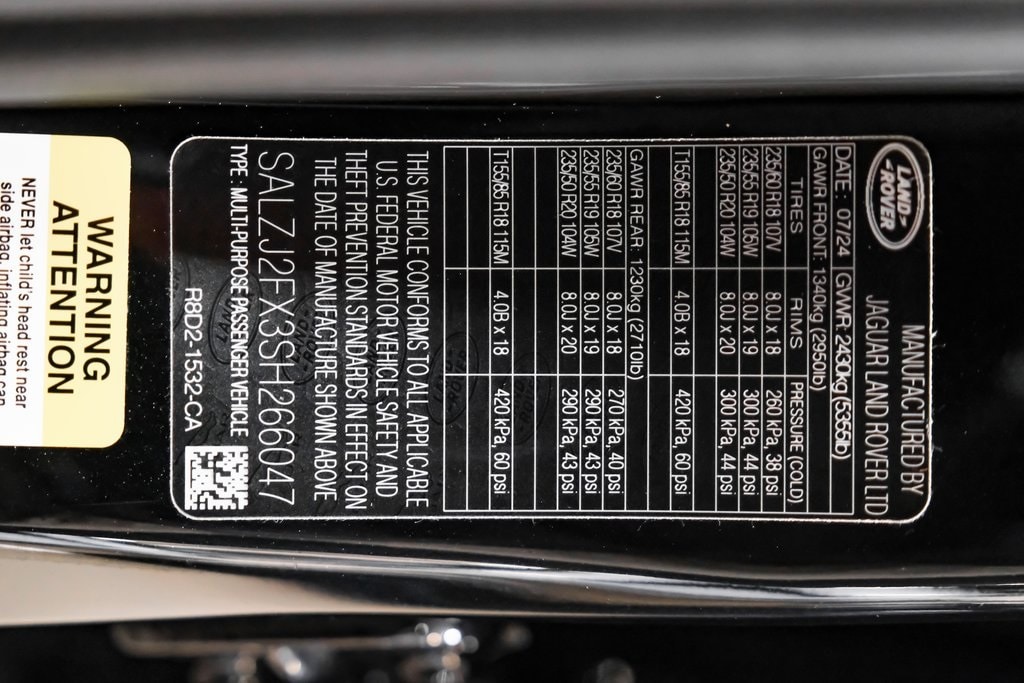 LAND-
ROVER
MANUFACTURED BY
JAGUAR LAND ROVER LTD
DATE: 07/24 GWVR: 2430kg (5355lb)
GAWR FRONT: 1340kg (2950lb)
TIRES RIMS PRESSURE (COLD)
235/60 R18 107V 8.0J x 18 260 kPa, 38 psi
235/55 R19 105W 8.0J x 19 300 kPa, 44 psi
235/50 R20 104W 8.0J x 20 300 kPa, 44 psi
T155/85 R18 115M 4.0B x 18 420 kPa, 60 psi
GAWR REAR: 1230kg (2710lb)
235/60 R18 107V 8.0J x 18 270 kPa, 40 psi
235/55 R19 105W 8.0J x 19 290 kPa, 43 psi
235/50 R20 104W 8.0J x 20 290 kPa, 43 psi
T155/85 R18 115M 4.0B x 18 420 kPa, 60 psi
THIS VEHICLE CONFORMS TO ALL APPLICABLE
U.S. FEDERAL MOTOR VEHICLE SAFETY AND
THEFT PREVENTION STANDARDS IN EFFECT ON
THE DATE OF MANUFACTURE SHOWN ABOVE
SALZJ2FX3SH266047
TYPE : MULTI-PURPOSE PASSENGER VEHICLE
R8D2-1532-CA
WARNING
ATTENTION
NEVER let child's head rest near
side airbag, inflating airbag can